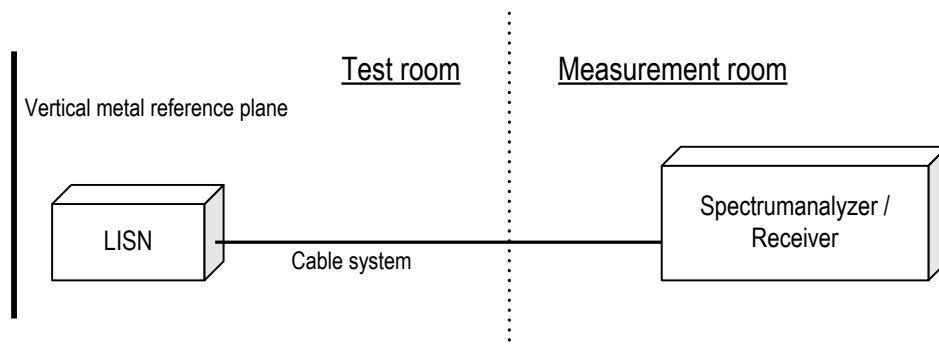 Test room
Measurement room
Vertical metal reference plane
LISN
Cable system
Spectrumanalyzer /
Receiver